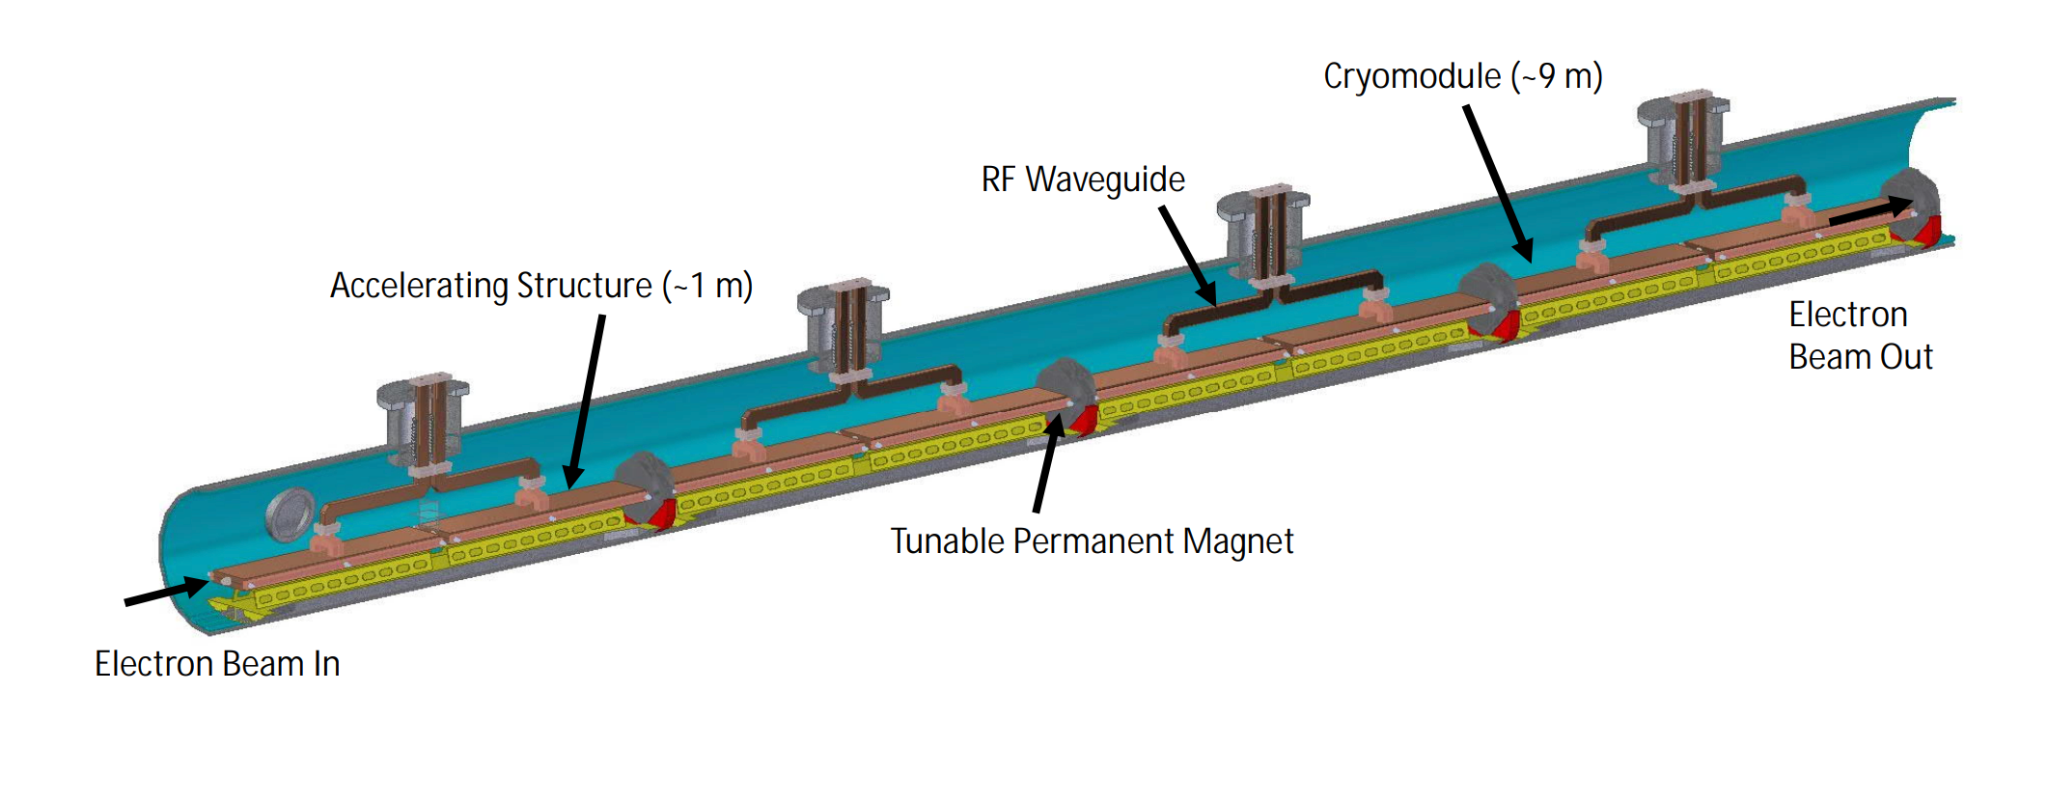 Cryomodule (~9 m)
RF Waveguide
Accelerating Structure (~1 m)
Electron
Beam Out
Tunable Permanent Magnet
Electron Beam In